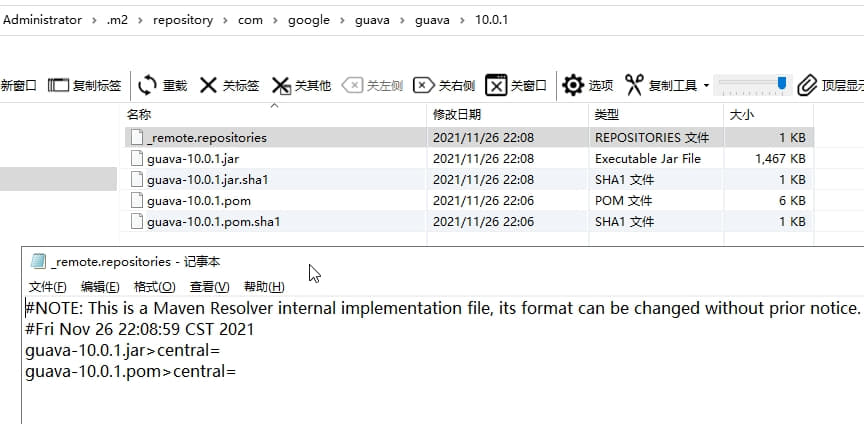 Administrator > .m2 > repository > com > google > guava > guava > 10.0.1
新窗口 复制标签 重载 关标签 关其他 关左侧 关右侧 关窗口 选项 复制工具 顶层显示
名称 修改日期 类型 大小
_remote.repositories 2021/11/26 22:08 REPOSITORIES 文件 1 KB
guava-10.0.1.jar 2021/11/26 22:08 Executable Jar File 1,467 KB
guava-10.0.1.jar.sha1 2021/11/26 22:08 SHA1 文件 1 KB
guava-10.0.1.pom 2021/11/26 22:06 POM 文件 6 KB
guava-10.0.1.pom.sha1 2021/11/26 22:06 SHA1 文件 1 KB
_remote.repositories - 记事本
文件(F) 编辑(E) 格式(O) 查看(V) 帮助(H)
#NOTE: This is a Maven Resolver internal implementation file, its format can be changed without prior notice.
#Fri Nov 26 22:08:59 CST 2021
guava-10.0.1.jar>central=
guava-10.0.1.pom>central=